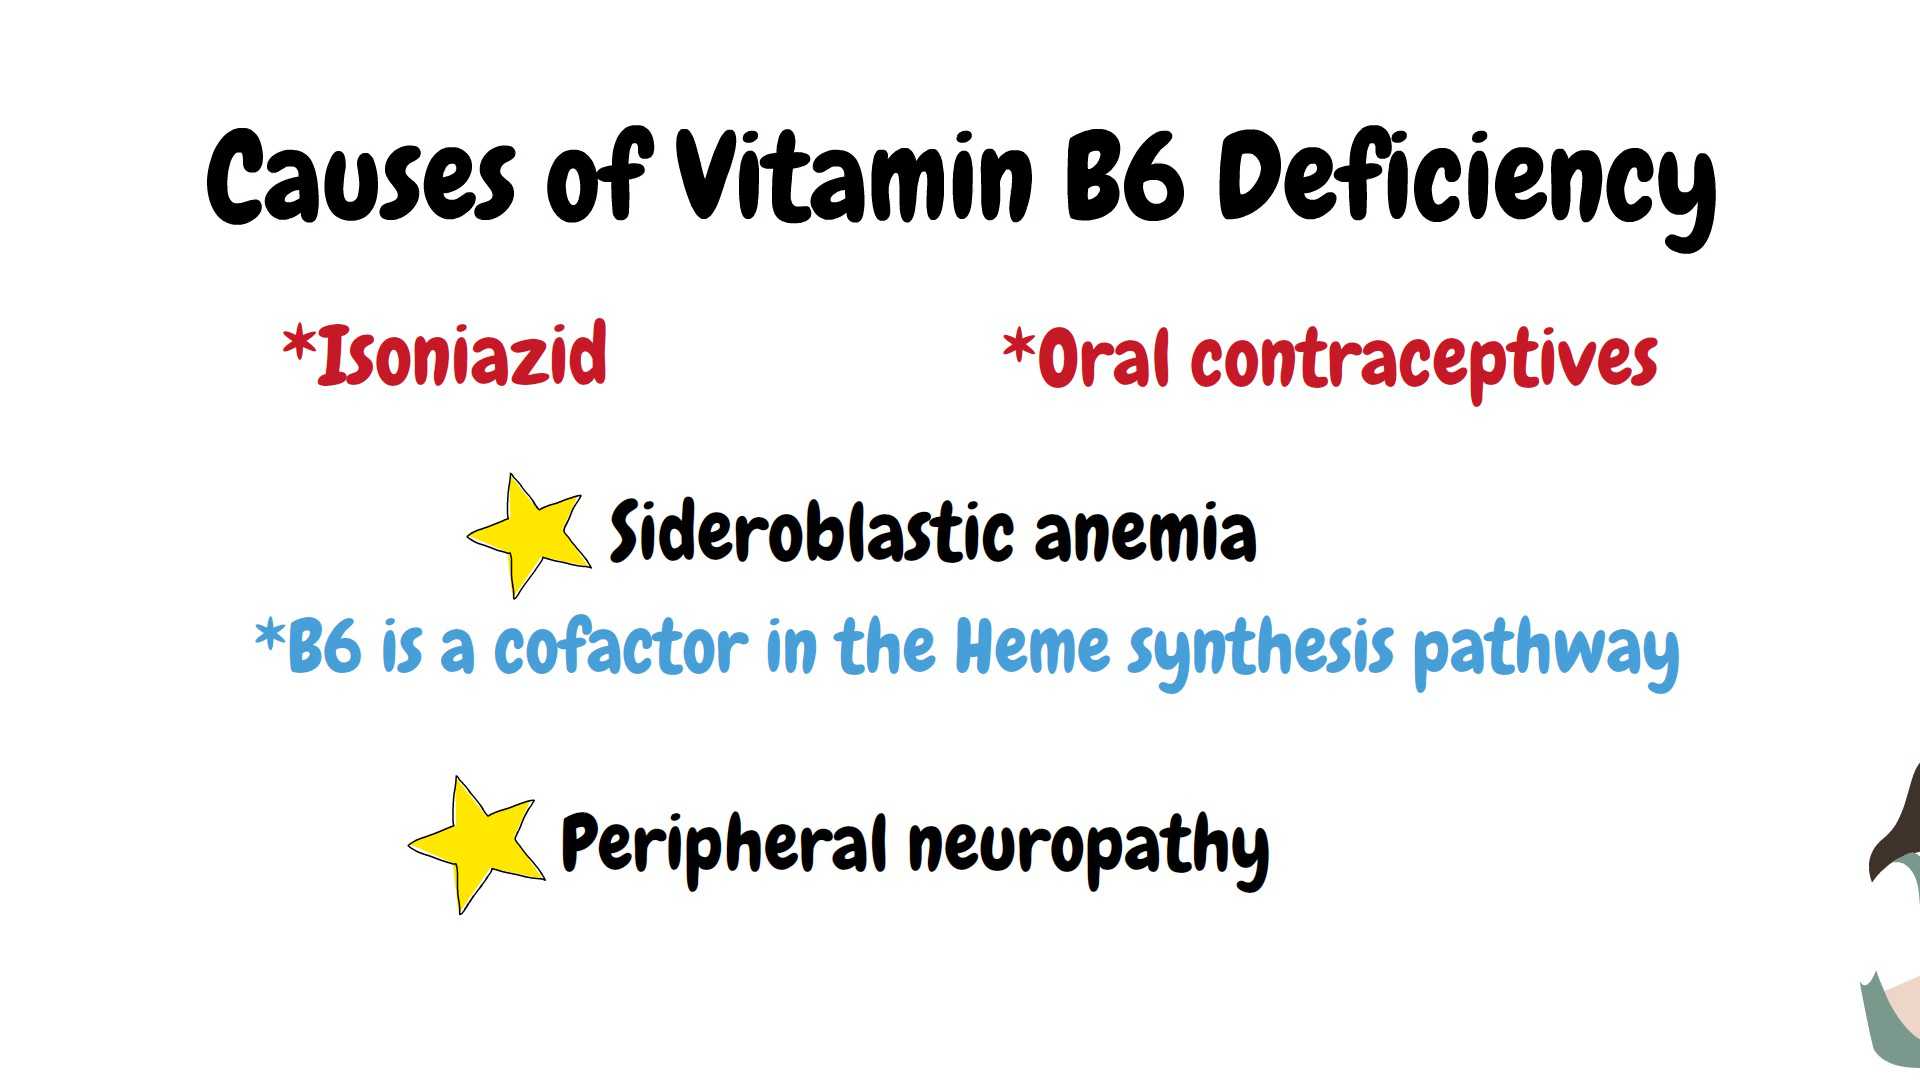 Causes of Vitamin B6 Deficiency
*Isoniazid
*Oral contraceptives
Sideroblastic anemia
*B6 is a cofactor in the Heme synthesis pathway
Peripheral neuropathy